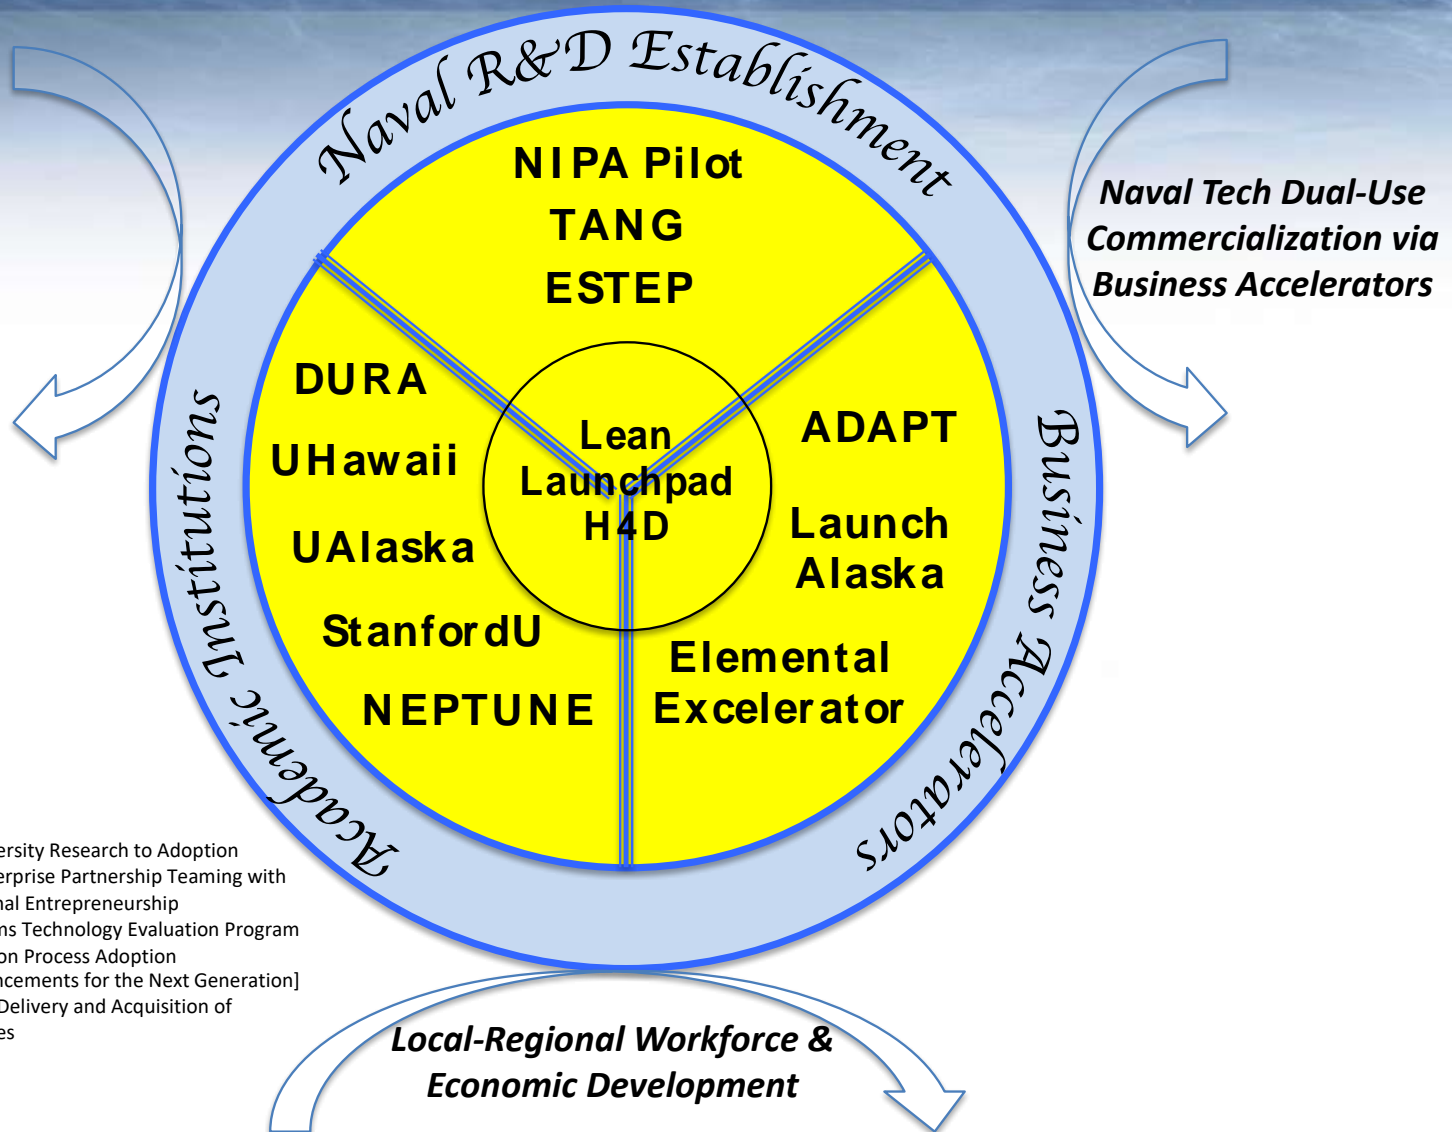 Naval R&D Establishment
NIPA Pilot
TANG
ESTEP
Naval Tech Dual-Use
Commercialization via
Business Accelerators
DURA
UHawaii
UAlaska
StanfordU
NEPTUNE
Lean
Launchpad
H4D
ADAPT
Launch
Alaska
Elemental
Excelerator
Academic Institutions
Business Accelerators
ersity Research to Adoption
erprise Partnership Teaming with
nal Entrepreneurship
ms Technology Evaluation Program
on Process Adoption
ncements for the Next Generation]
Delivery and Acquisition of
es
Local-Regional Workforce &
Economic Development